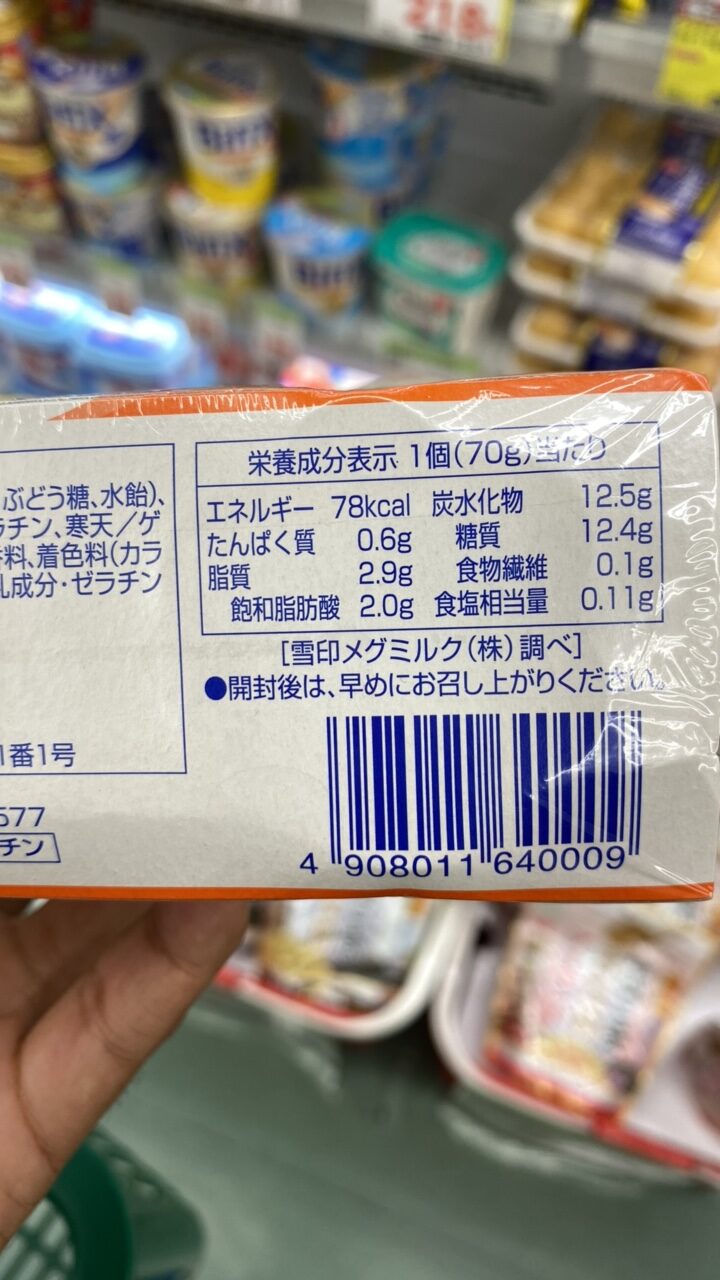 218
栄養成分表示 1個(70g)当たり
エネルギー 78kcal 炭水化物 12.5g
たんぱく質 0.6g 糖質 12.4g
脂質 2.9g 食物繊維 0.1g
飽和脂肪酸 2.0g 食塩相当量 0.11g
[雪印メグミルク(株)調べ]
●開封後は、早めにお召し上がりください。
4 908011 640009
ぶどう糖、水飴)、
ラチン、寒天/ゲ
料、着色料(カラ
乳成分・ゼラチン
1番1号
577
チン